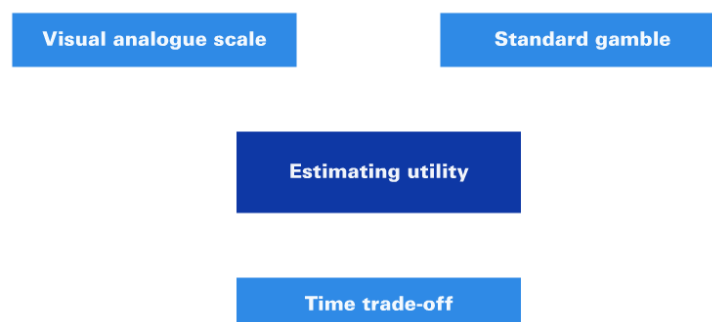 Visual analogue scale
Standard gamble
Estimating utility
Time trade-off